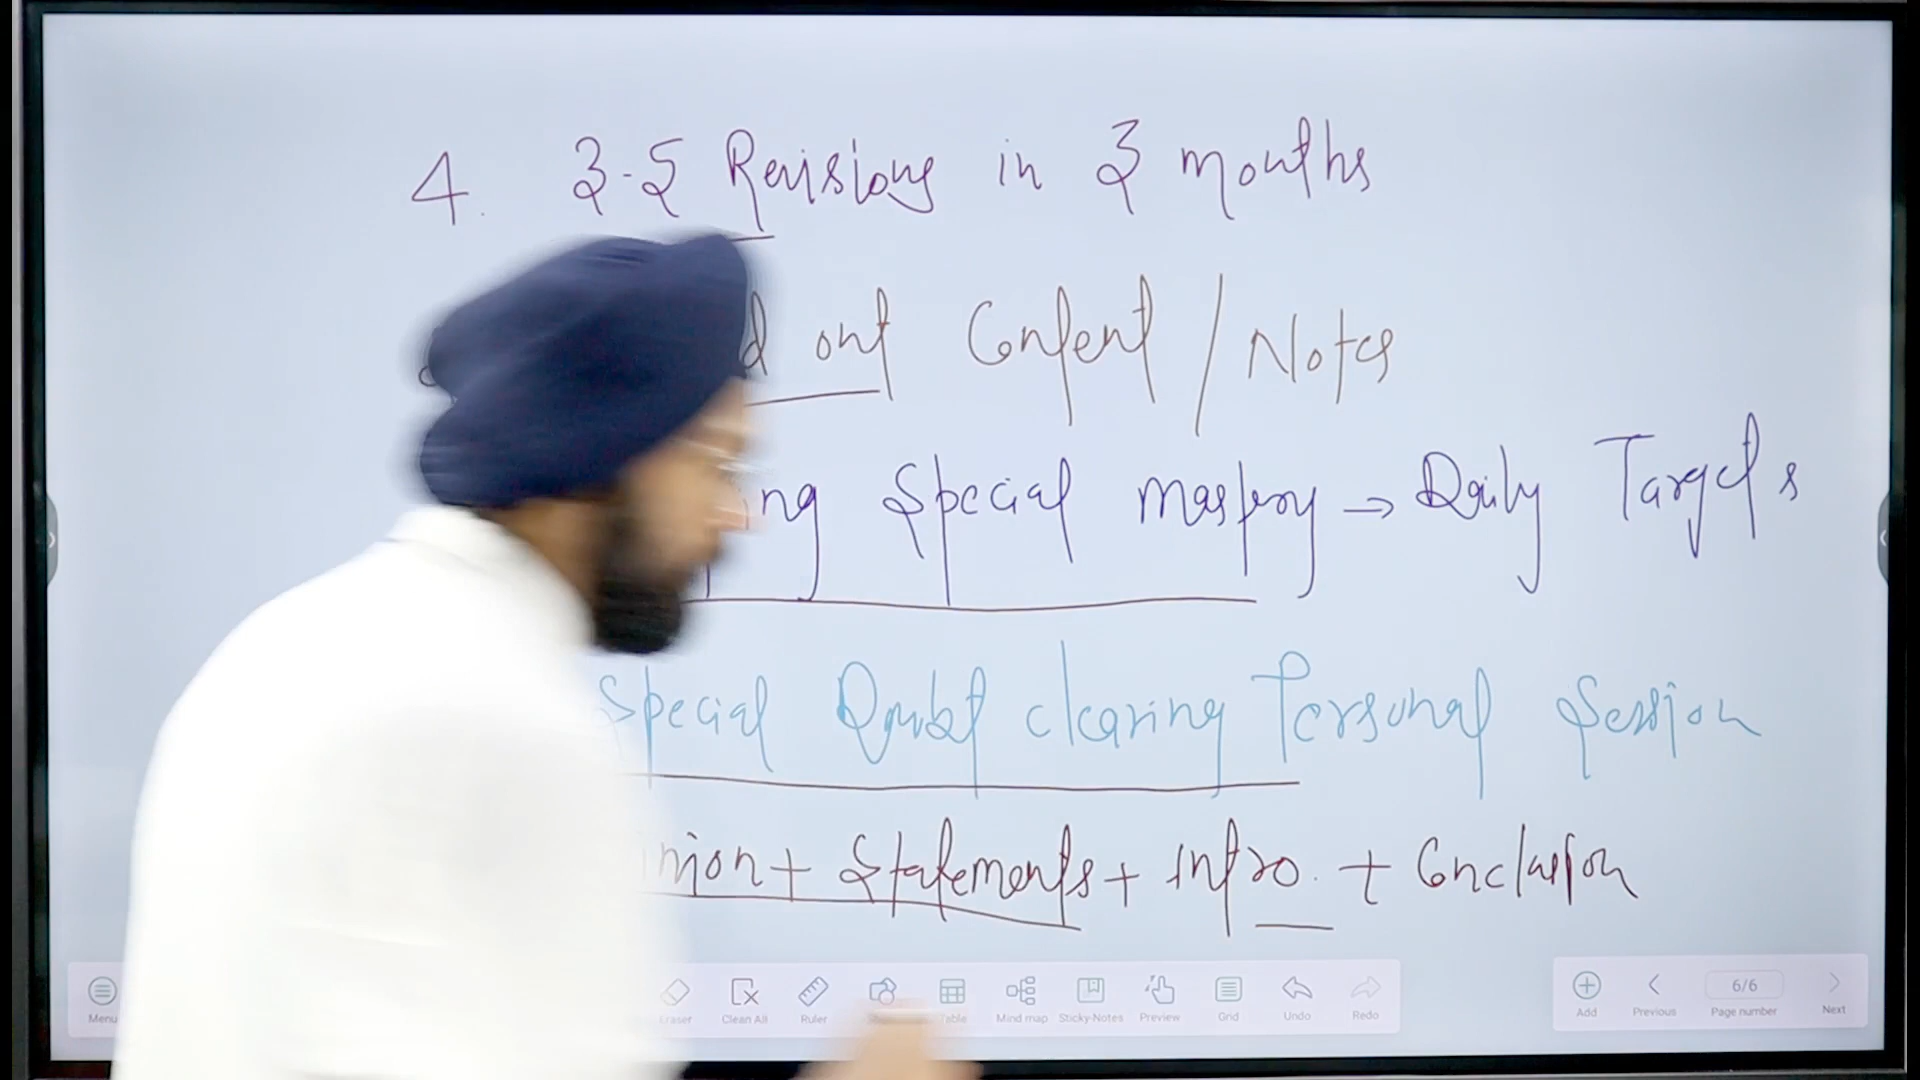 4. 3-5 Revisions in 3 months
out Content / Notes
Special mastery → Daily Targets
Special Doubt clearing Personal Session
+ Statements + Intro. + Conclusion
Menu Eraser Clean All Ruler Table Mind map Sticky Notes Preview Grid Undo Redo Add Previous 6/6 Page number Next